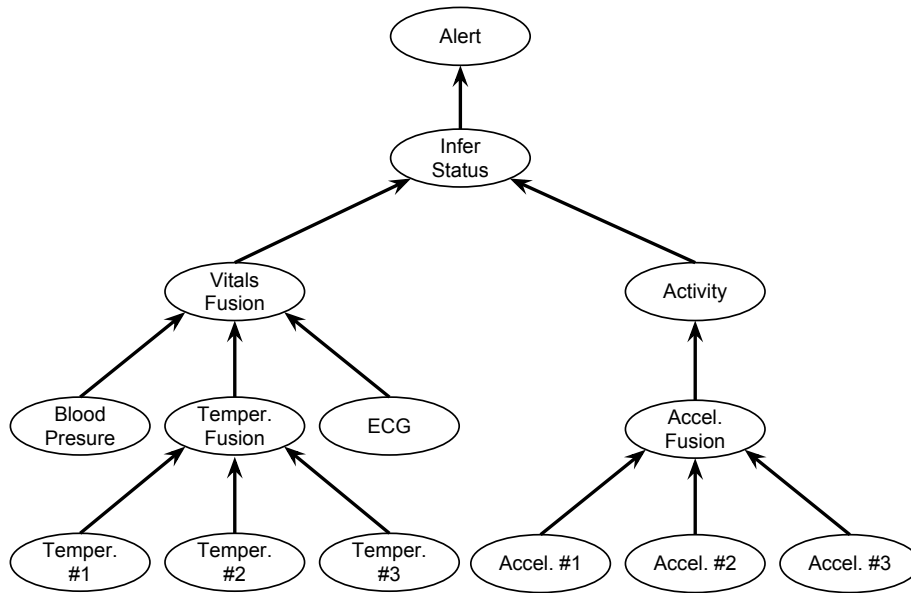 Alert
Infer
Status
Vitals
Fusion
Activity
Blood
Presure
Temper.
Fusion
ECG
Accel.
Fusion
Temper.
#1
Temper.
#2
Temper.
#3
Accel. #1
Accel. #2
Accel. #3